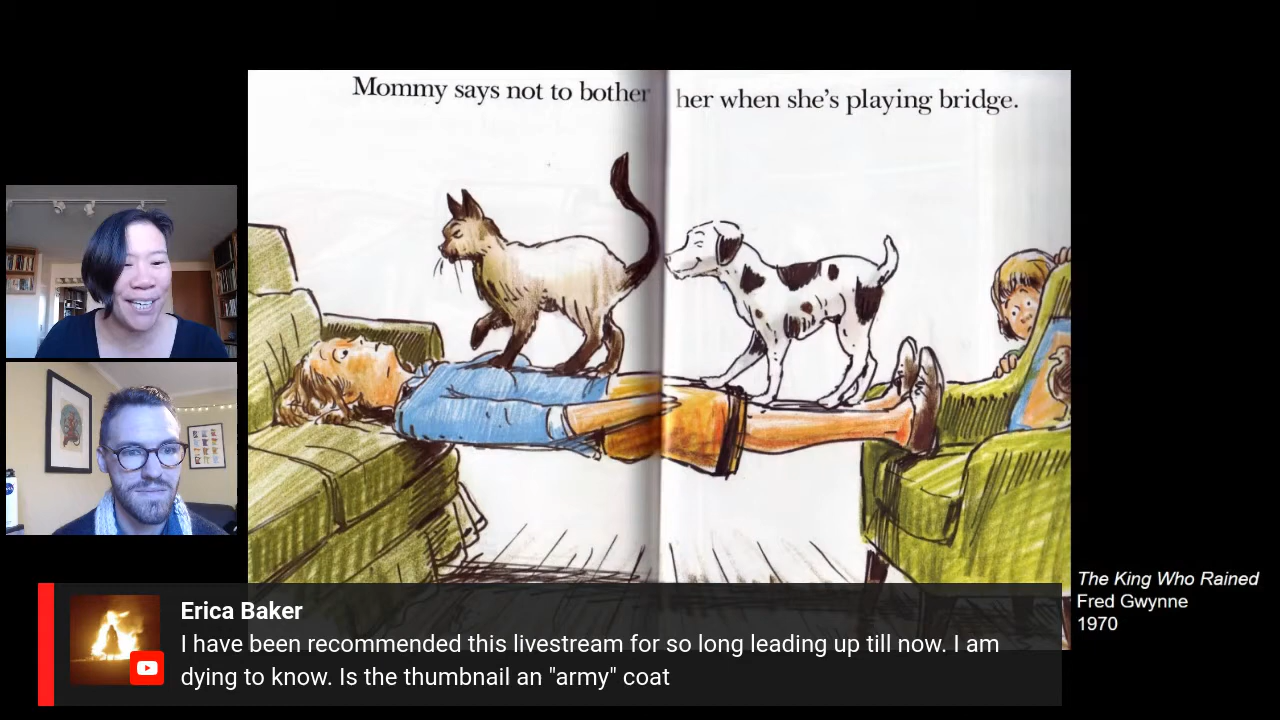 Mommy says not to bother her when she's playing bridge.
The King Who Rained
Fred Gwynne
1970
Erica Baker
I have been recommended this livestream for so long leading up till now. I am
dying to know. Is the thumbnail an "army" coat